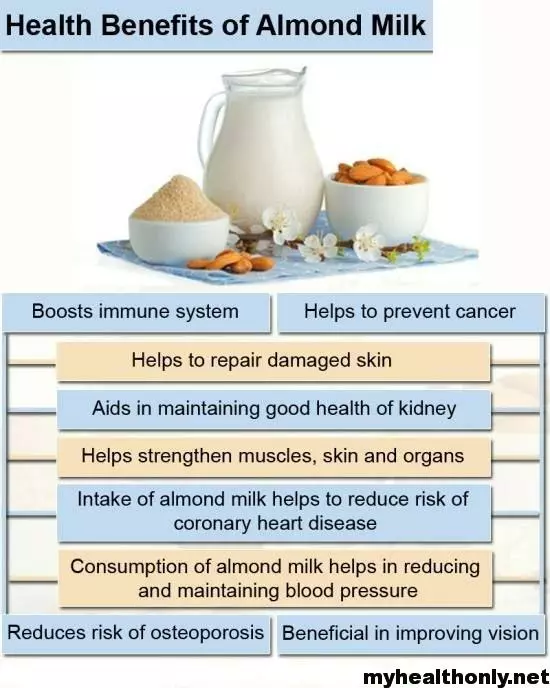 Health Benefits of Almond Milk
Boosts immune system
Helps to prevent cancer
Helps to repair damaged skin
Aids in maintaining good health of kidney
Helps strengthen muscles, skin and organs
Intake of almond milk helps to reduce risk of
coronary heart disease
Consumption of almond milk helps in reducing
and maintaining blood pressure
Reduces risk of osteoporosis
Beneficial in improving vision
myhealthonly.net